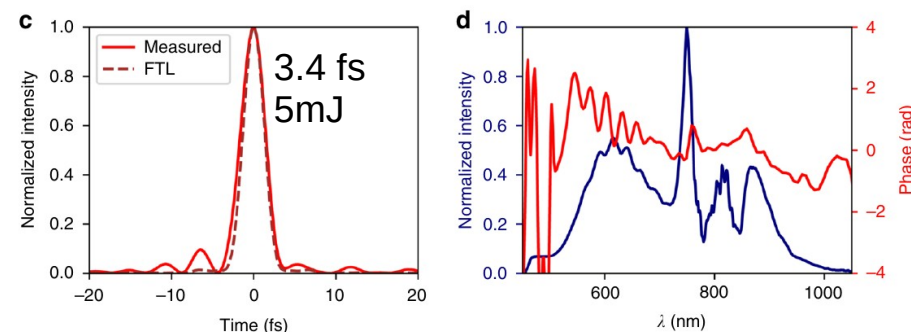 c
1.0
0.8
0.6
0.4
0.2
0.0
Normalized intensity
Measured
FTL
3.4 fs
5mJ
−20
−10
0
10
20
Time (fs)
d
1.0
0.8
0.6
0.4
0.2
0.0
Normalized intensity
4
2
0
−2
−4
Phase (rad)
600
800
1000
λ (nm)